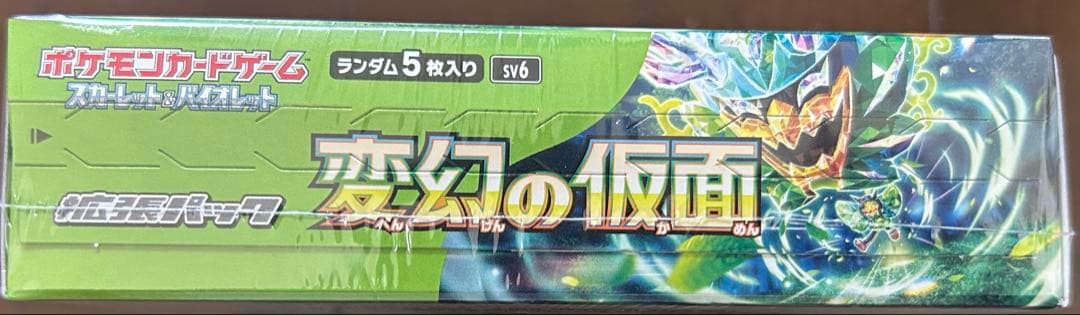 ポケモンカードゲーム
スカーレット&バイオレット
ランダム5枚入り SV6
拡張パック
変幻の仮面
へん げん か めん